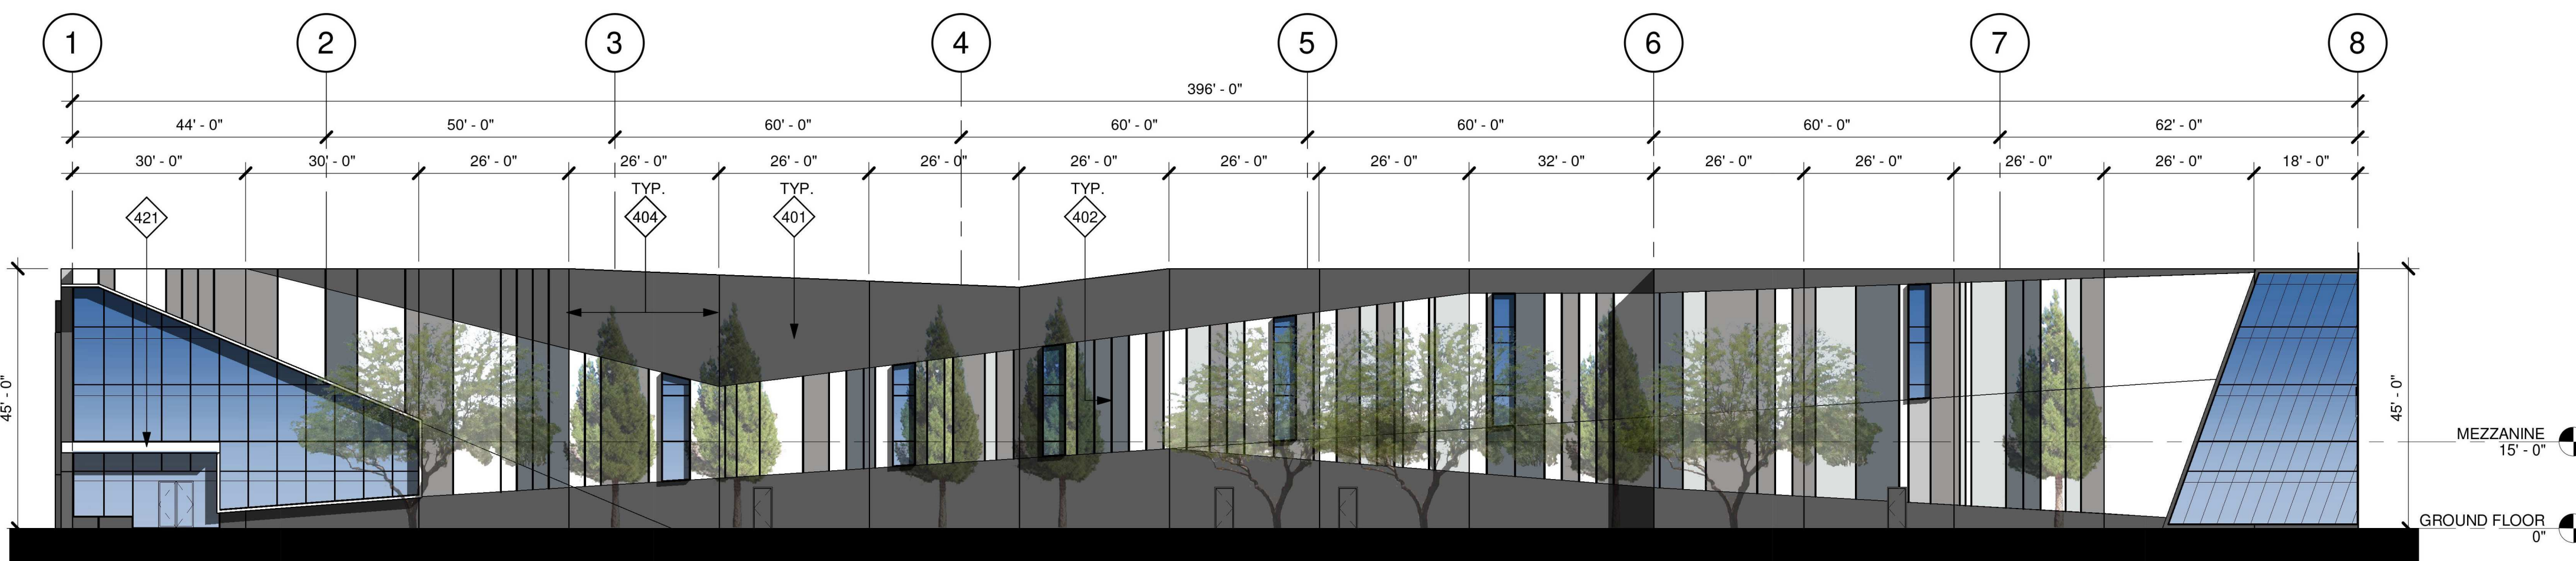 1 2 3 4 5 6 7 8
396' - 0"
44' - 0" 50' - 0" 60' - 0" 60' - 0" 60' - 0" 60' - 0" 62' - 0"
30' - 0" 30' - 0" 26' - 0" 26' - 0" 26' - 0" 26' - 0" 26' - 0" 26' - 0" 26' - 0" 32' - 0" 26' - 0" 26' - 0" 26' - 0" 26' - 0" 18' - 0"
TYP. TYP. TYP.
421 404 401 402
45' - 0"
45' - 0"
MEZZANINE
15' - 0"
GROUND FLOOR
0"